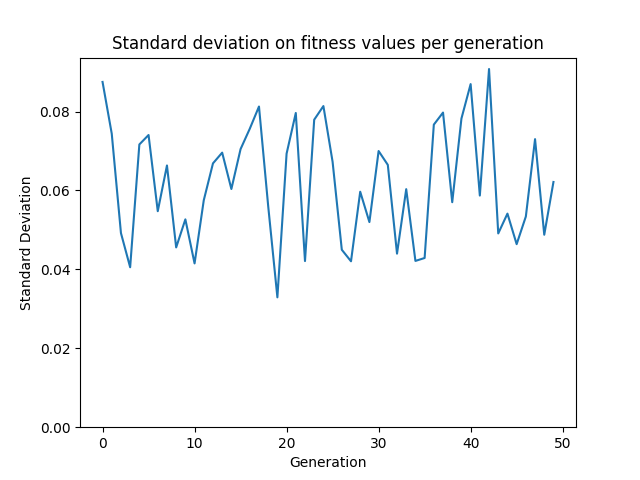 Standard deviation on fitness values per generation
Standard Deviation
0.08
0.06
0.04
0.02
0.00
0 10 20 30 40 50
Generation